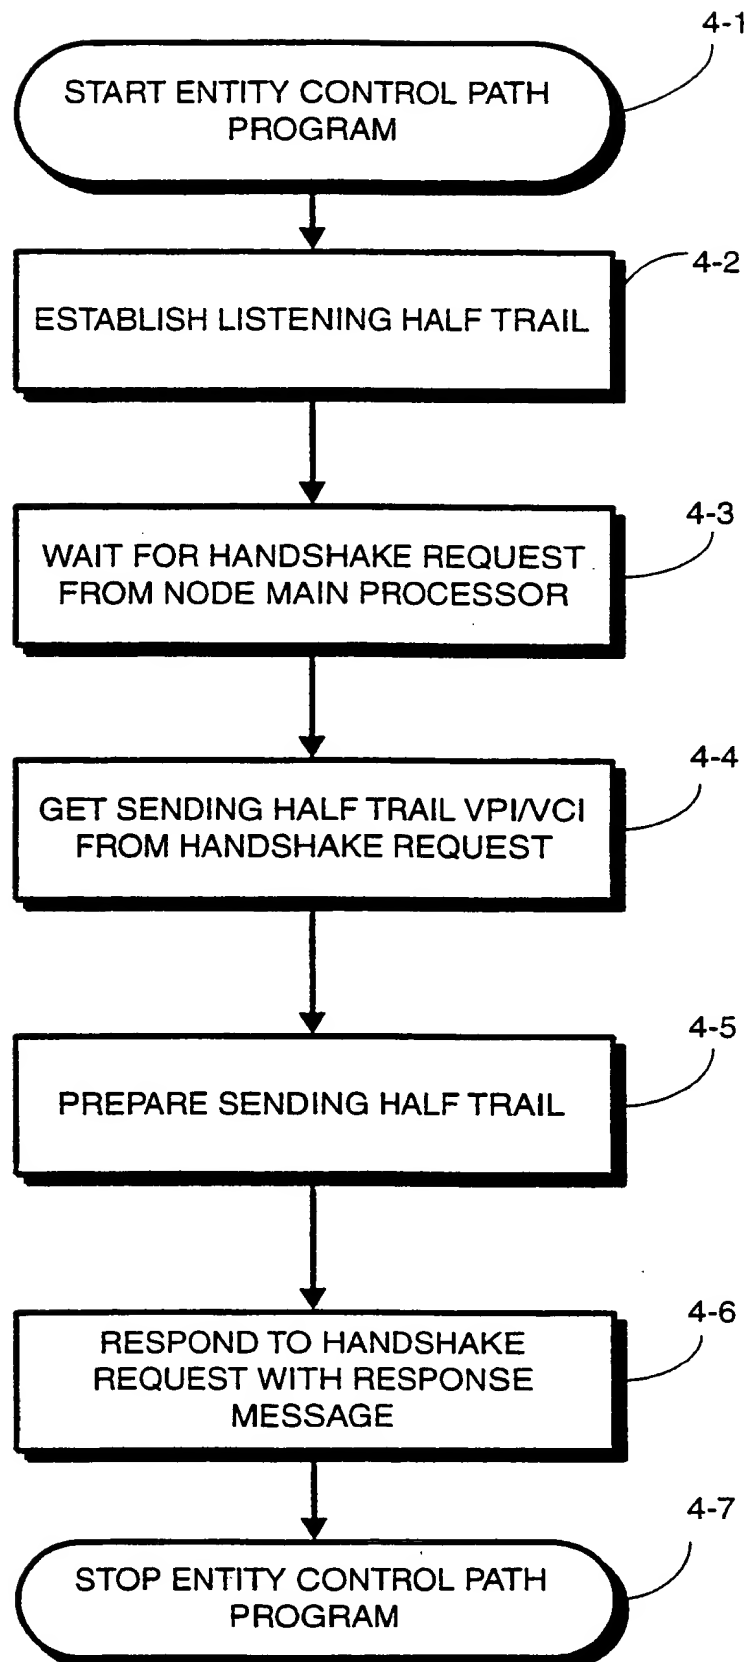 4-1
START ENTITY CONTROL PATH
PROGRAM
4-2
ESTABLISH LISTENING HALF TRAIL
4-3
WAIT FOR HANDSHAKE REQUEST
FROM NODE MAIN PROCESSOR
4-4
GET SENDING HALF TRAIL VPI/VCI
FROM HANDSHAKE REQUEST
4-5
PREPARE SENDING HALF TRAIL
4-6
RESPOND TO HANDSHAKE
REQUEST WITH RESPONSE
MESSAGE
4-7
STOP ENTITY CONTROL PATH
PROGRAM